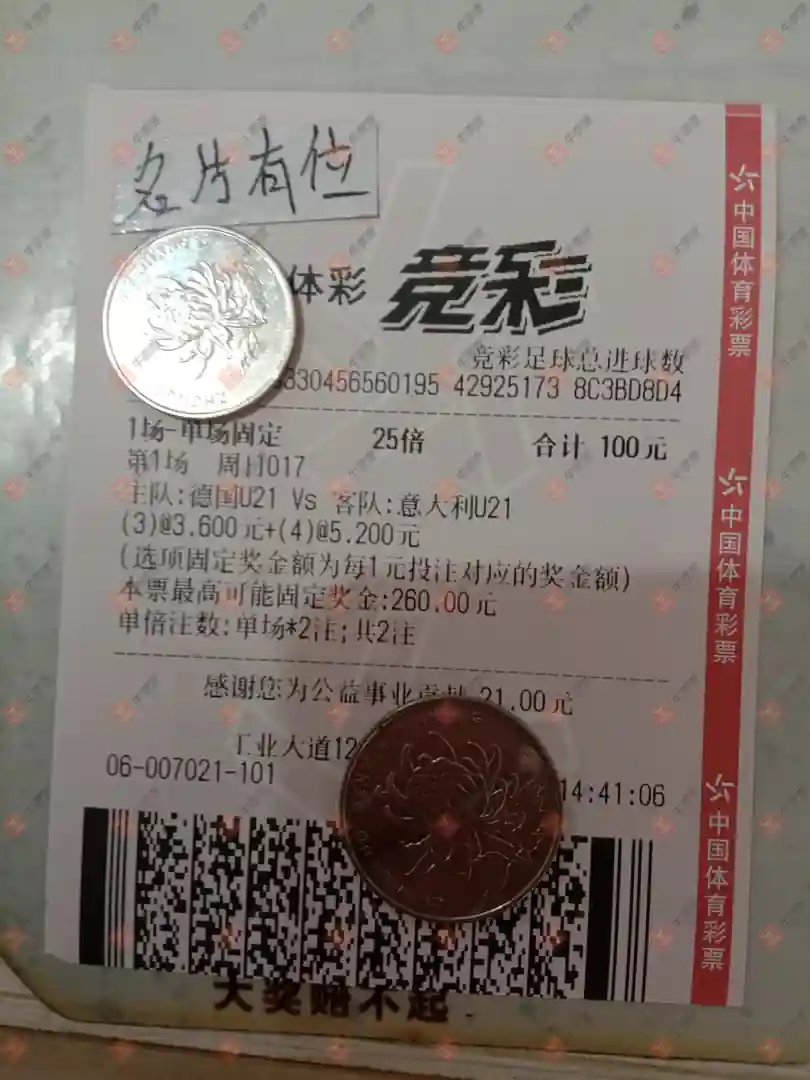 名片有位
体彩 竞彩
竞彩足球总进球数
330456560195 42925173 8C3BD8D4
1场-单场固定 25倍 合计 100元
第1场 周日017
主队:德国U21 Vs 客队:意大利U21
(3)@3.600元+(4)@5.200元
(选项固定奖金额为每1元投注对应的奖金额)
本票最高可能固定奖金:260.00元
单倍注数:单场*2注;共2注
感谢您为公益事业贡献 21.00元
工业大道12
06-007021-101 14:41:06
大奖赔不起
中国体育彩票
中国体育彩票
中国体育彩票